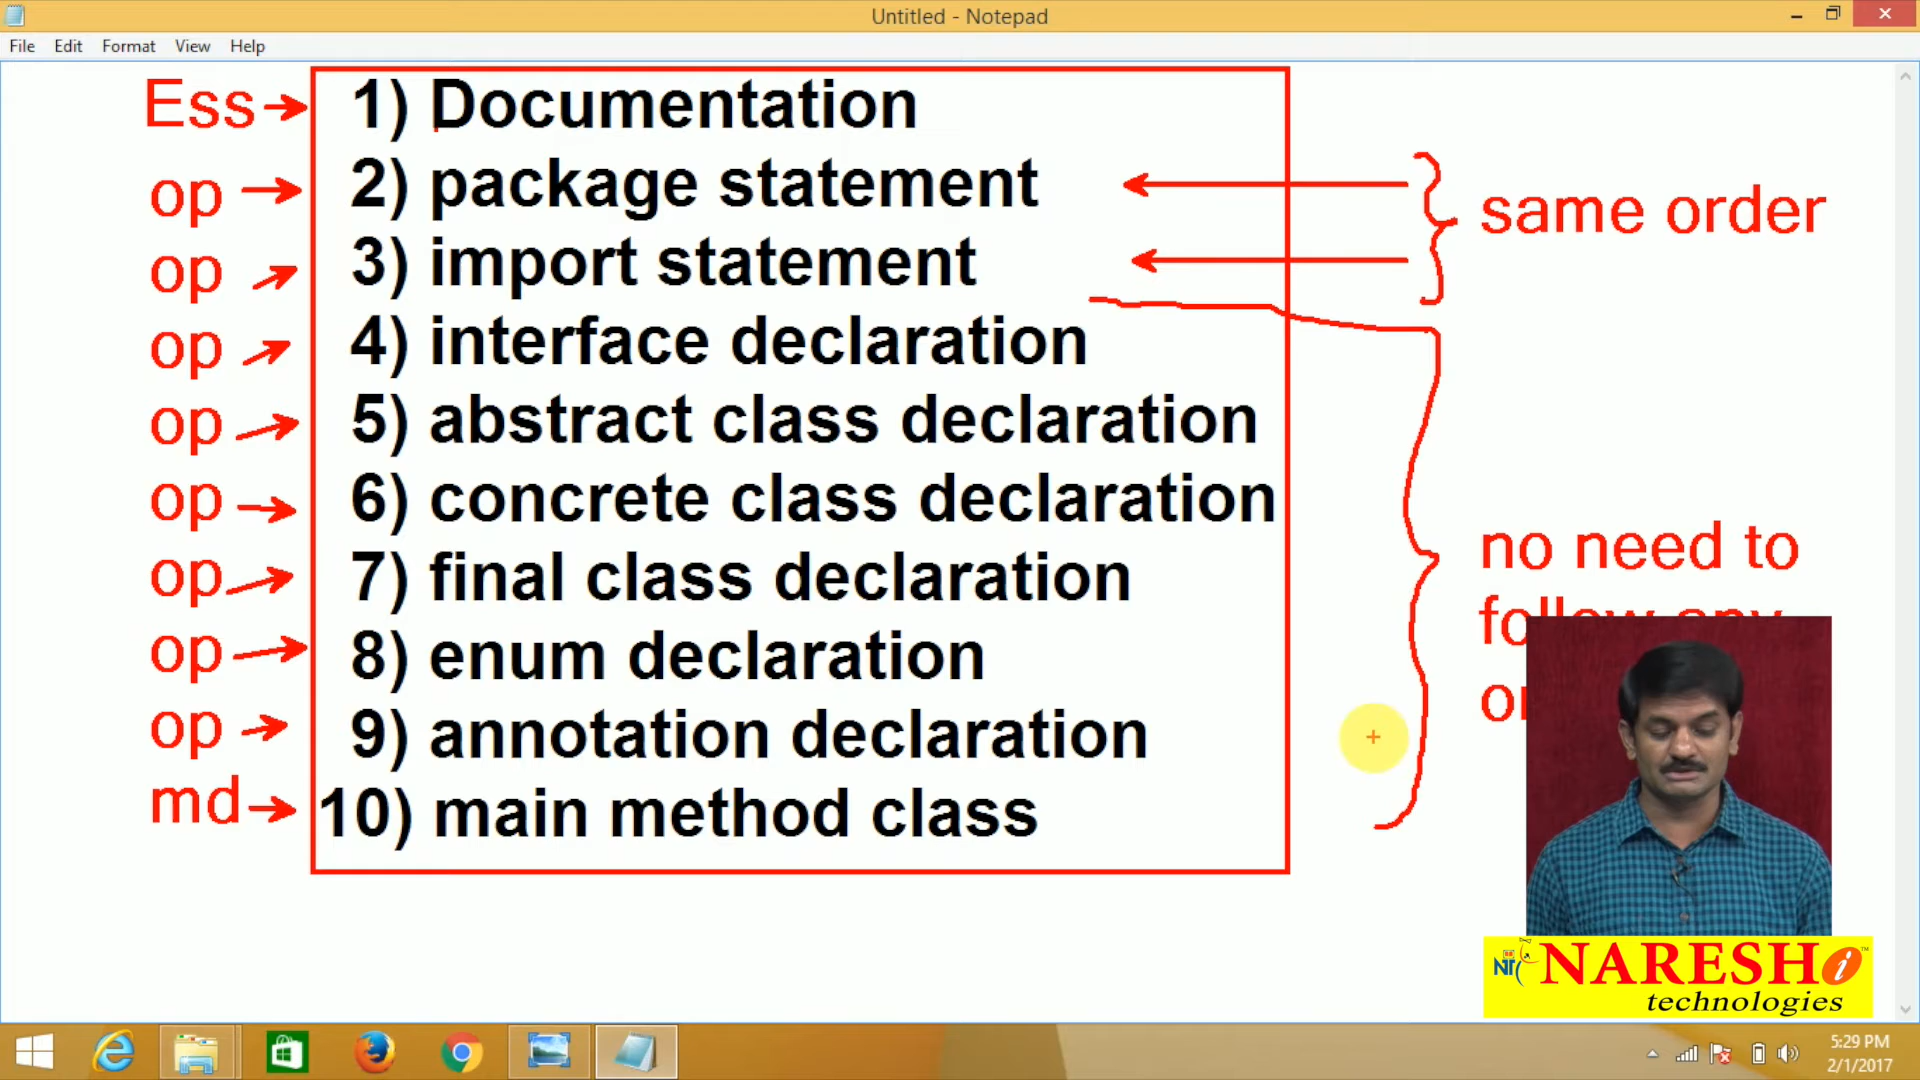 Untitled - Notepad
File Edit Format View Help
Ess
1) Documentation
op
2) package statement
same order
op
3) import statement
op
4) interface declaration
op
5) abstract class declaration
op
6) concrete class declaration
no need to
op
7) final class declaration
op
8) enum declaration
op
9) annotation declaration
md
10) main method class
NARESH i
technologies
5:29 PM
2/1/2017